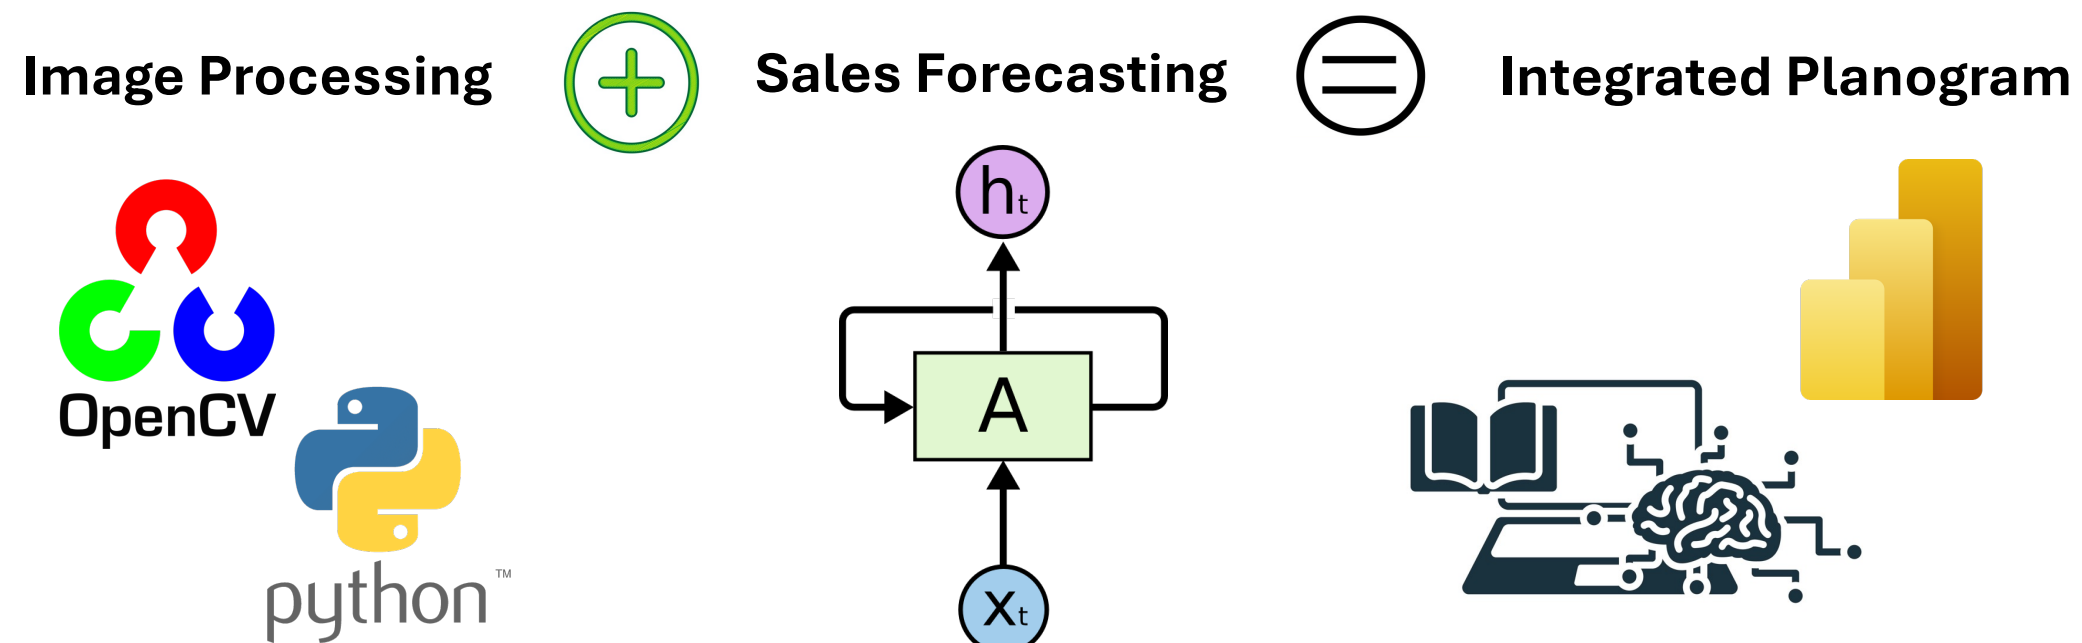 Image Processing
Sales Forecasting
Integrated Planogram
OpenCV
python™
ht
A
xt